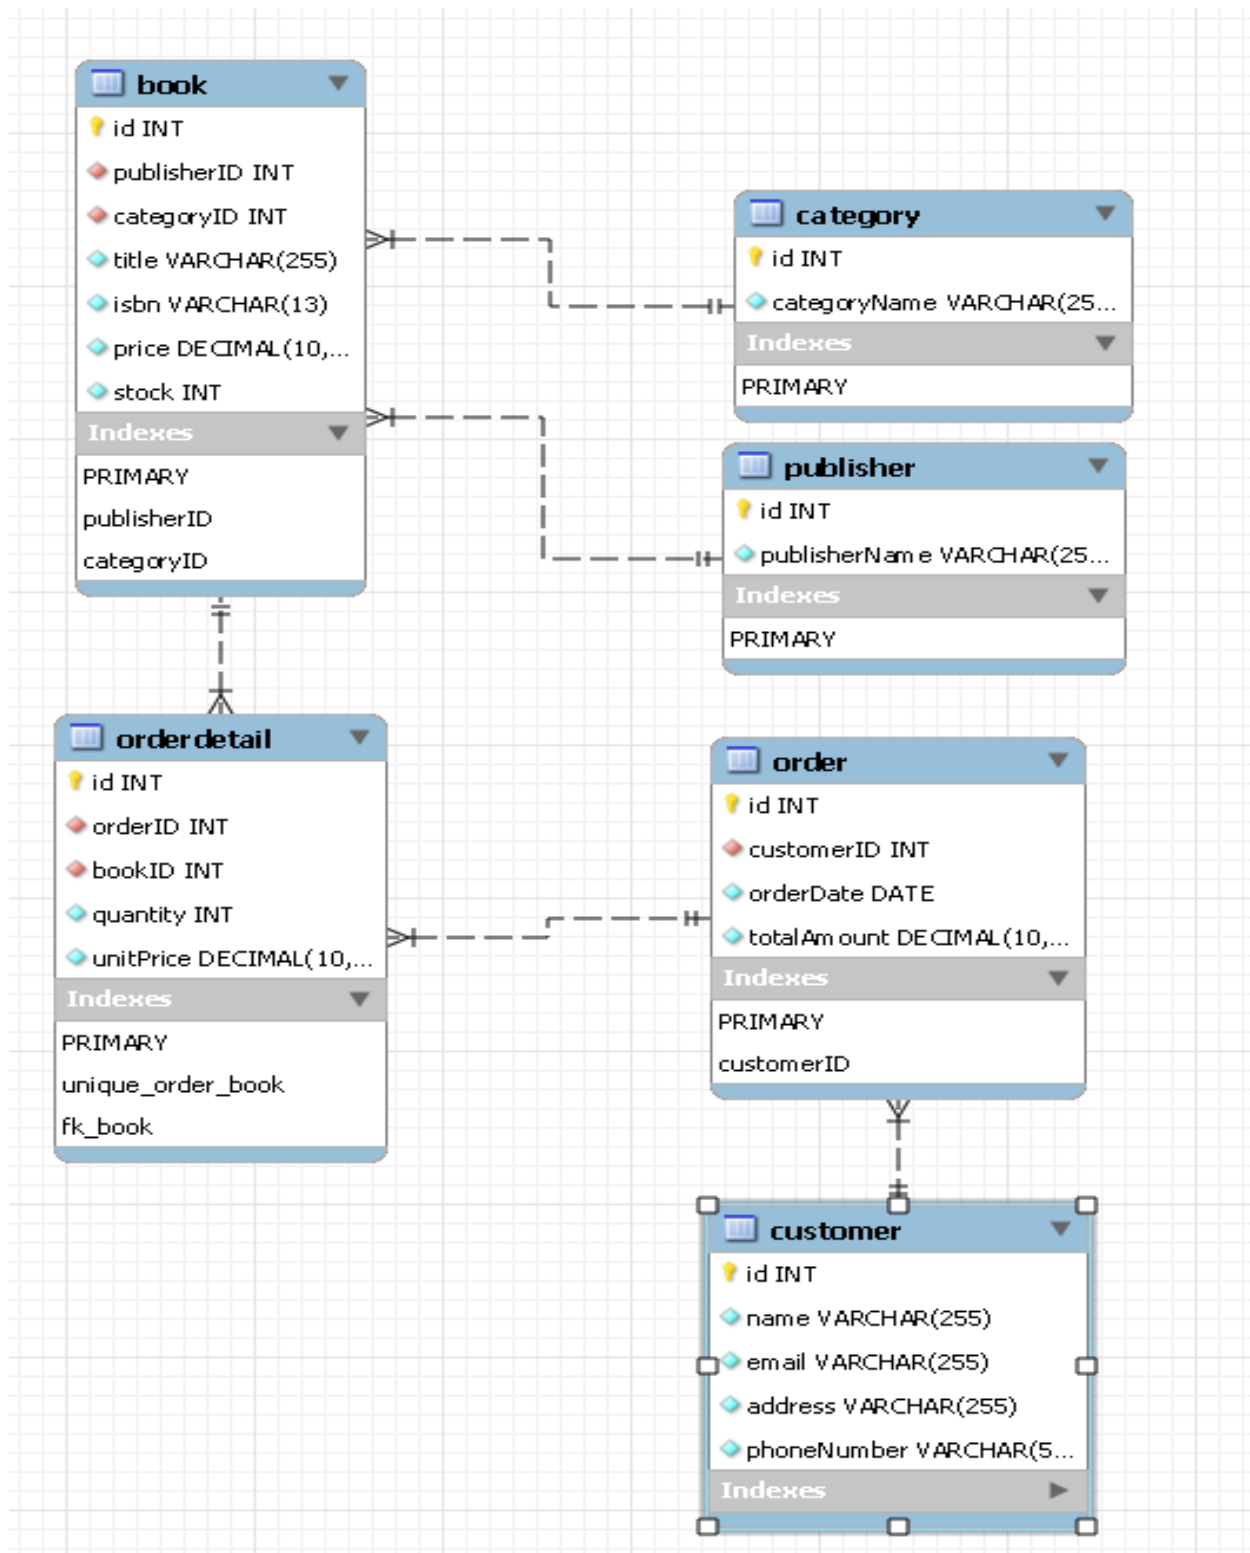 book
id INT
publisherID INT
categoryID INT
title VARCHAR(255)
isbn VARCHAR(13)
price DECIMAL(10,...
stock INT
Indexes
PRIMARY
publisherID
categoryID
category
id INT
categoryName VARCHAR(25...
Indexes
PRIMARY
publisher
id INT
publisherName VARCHAR(25...
Indexes
PRIMARY
orderdetail
id INT
orderID INT
bookID INT
quantity INT
unitPrice DECIMAL(10,...
Indexes
PRIMARY
unique_order_book
fk_book
order
id INT
customerID INT
orderDate DATE
totalAmount DECIMAL(10,...
Indexes
PRIMARY
customerID
customer
id INT
name VARCHAR(255)
email VARCHAR(255)
address VARCHAR(255)
phoneNumber VARCHAR(5...
Indexes